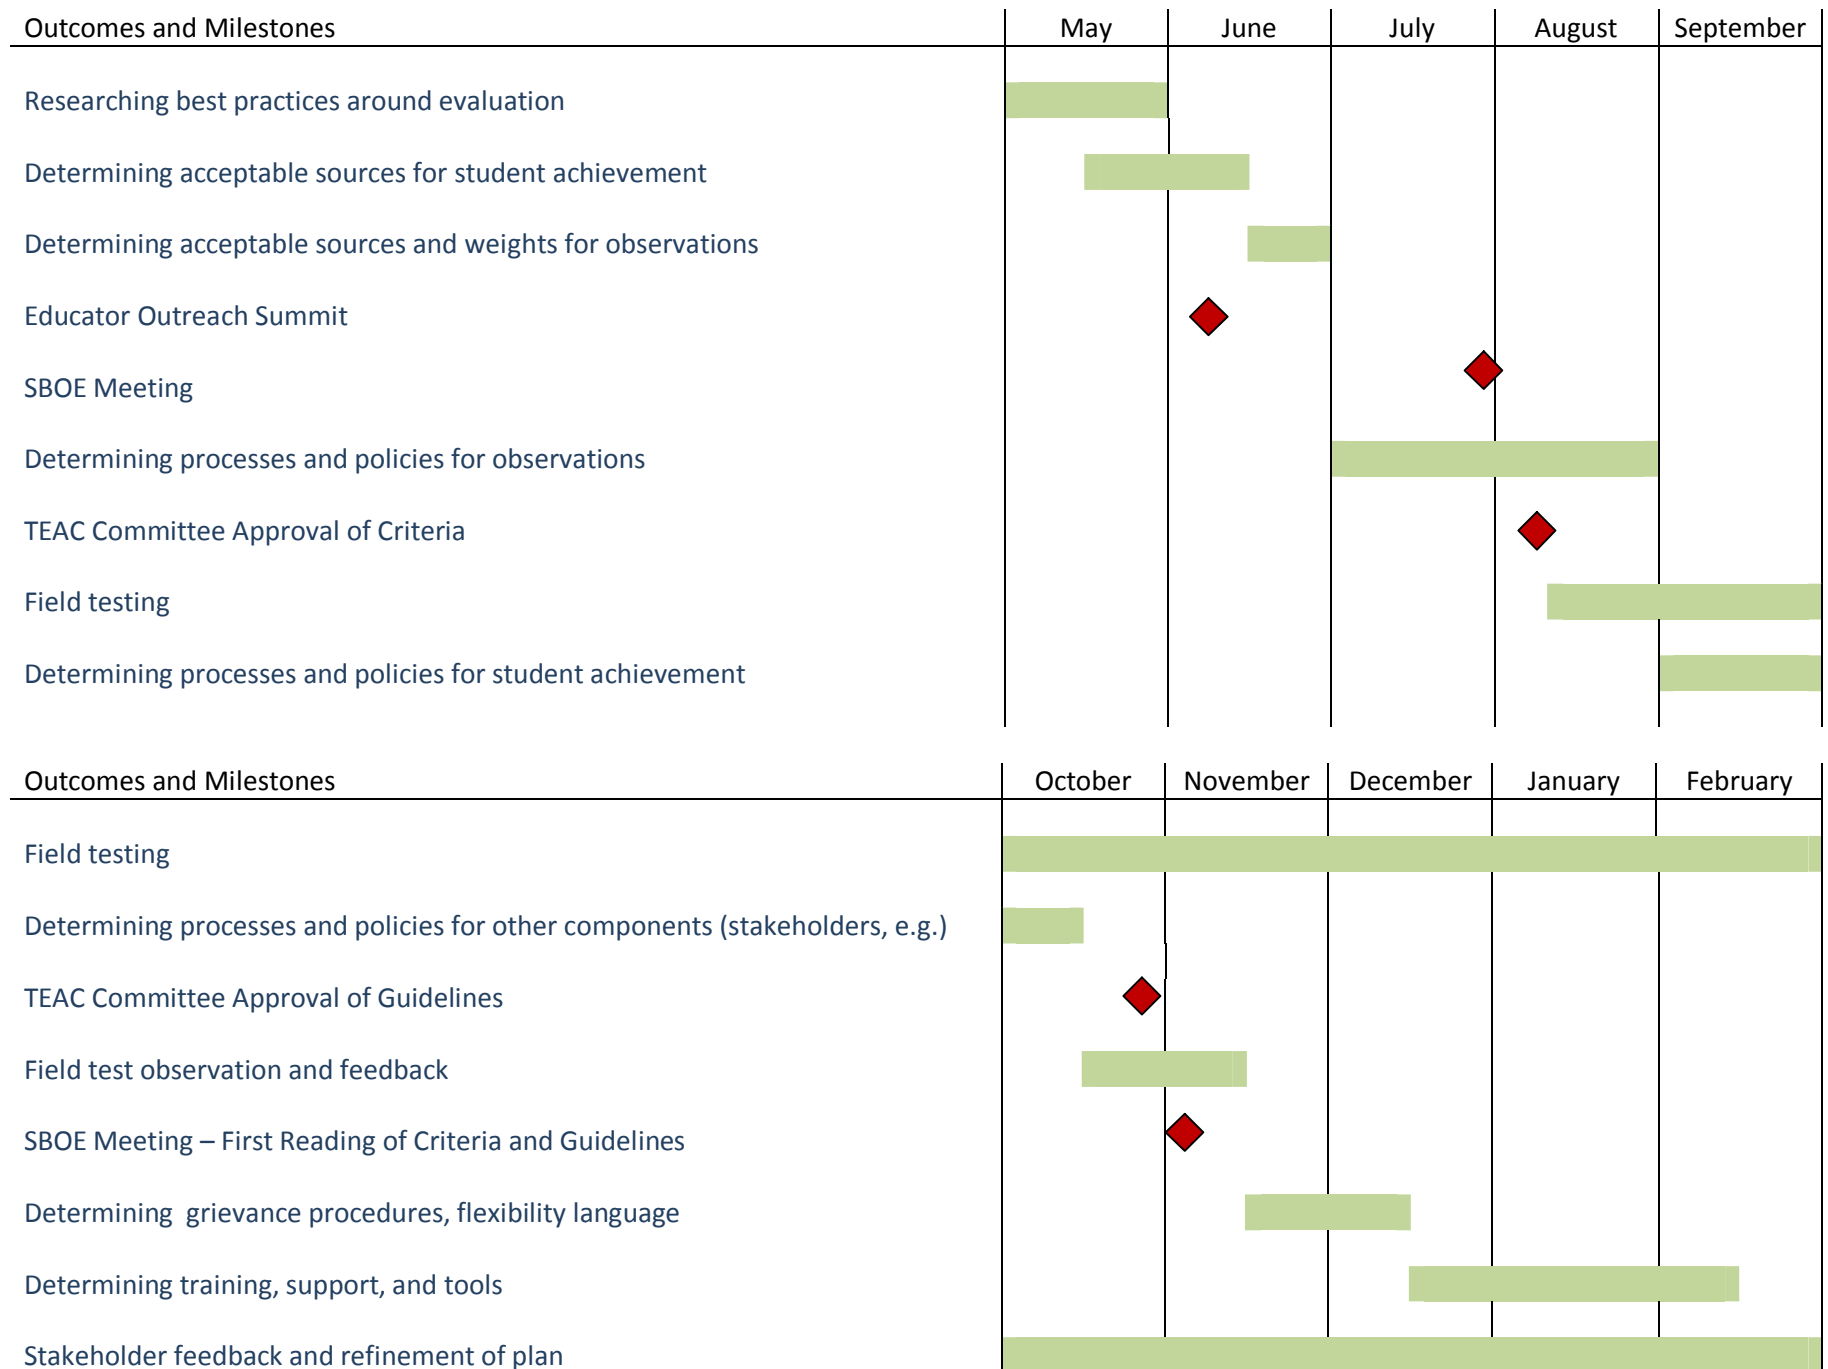 Outcomes and Milestones May June July August September
Researching best practices around evaluation
Determining acceptable sources for student achievement
Determining acceptable sources and weights for observations
Educator Outreach Summit
SBOE Meeting
Determining processes and policies for observations
TEAC Committee Approval of Criteria
Field testing
Determining processes and policies for student achievement
Outcomes and Milestones October November December January February
Field testing
Determining processes and policies for other components (stakeholders, e.g.)
TEAC Committee Approval of Guidelines
Field test observation and feedback
SBOE Meeting – First Reading of Criteria and Guidelines
Determining  grievance procedures, flexibility language
Determining training, support, and tools
Stakeholder feedback and refinement of plan